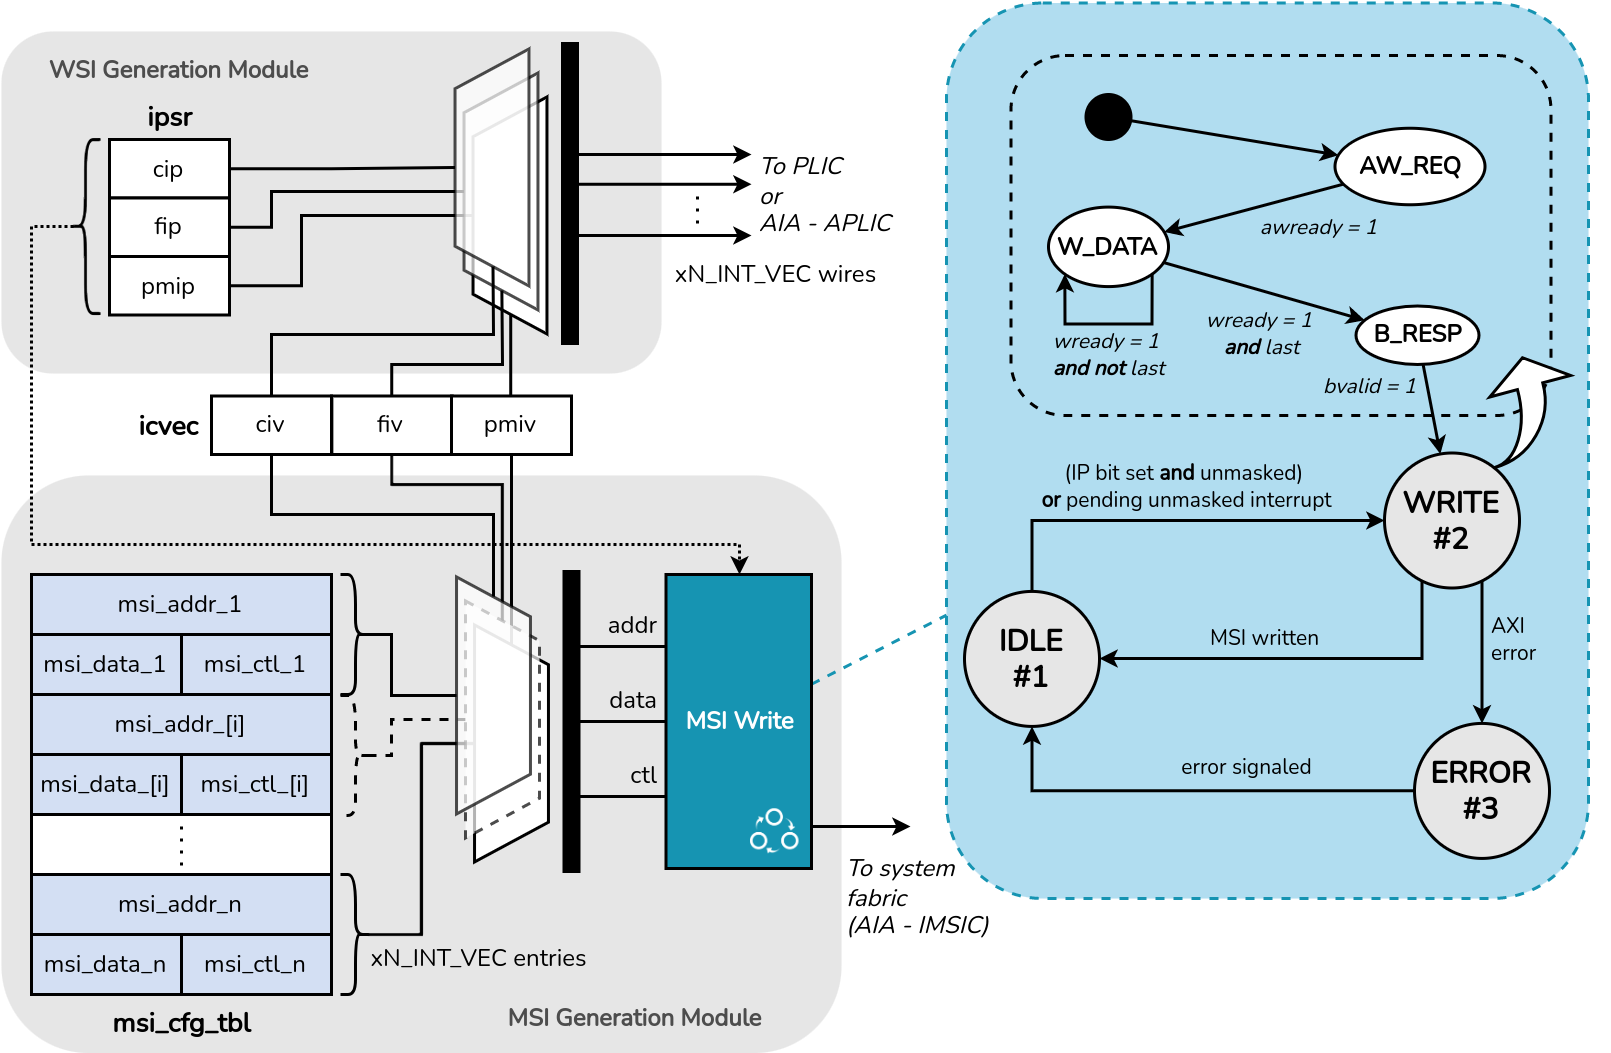 WSI Generation Module
ipsr
cip
fip
pmip
To PLIC
or
AIA - APLIC
xN_INT_VEC wires
icvec
civ
fiv
pmiv
msi_addr_1
msi_data_1
msi_ctl_1
msi_addr_[i]
msi_data_[i]
msi_ctl_[i]
msi_addr_n
msi_data_n
msi_ctl_n
msi_cfg_tbl
xN_INT_VEC entries
addr
data
ctl
MSI Write
To system
fabric
(AIA - IMSIC)
MSI Generation Module
AW_REQ
awready = 1
W_DATA
wready = 1
and not last
wready = 1
and last
B_RESP
bvalid = 1
(IP bit set and unmasked)
or pending unmasked interrupt
WRITE
#2
IDLE
#1
MSI written
AXI
error
error signaled
ERROR
#3